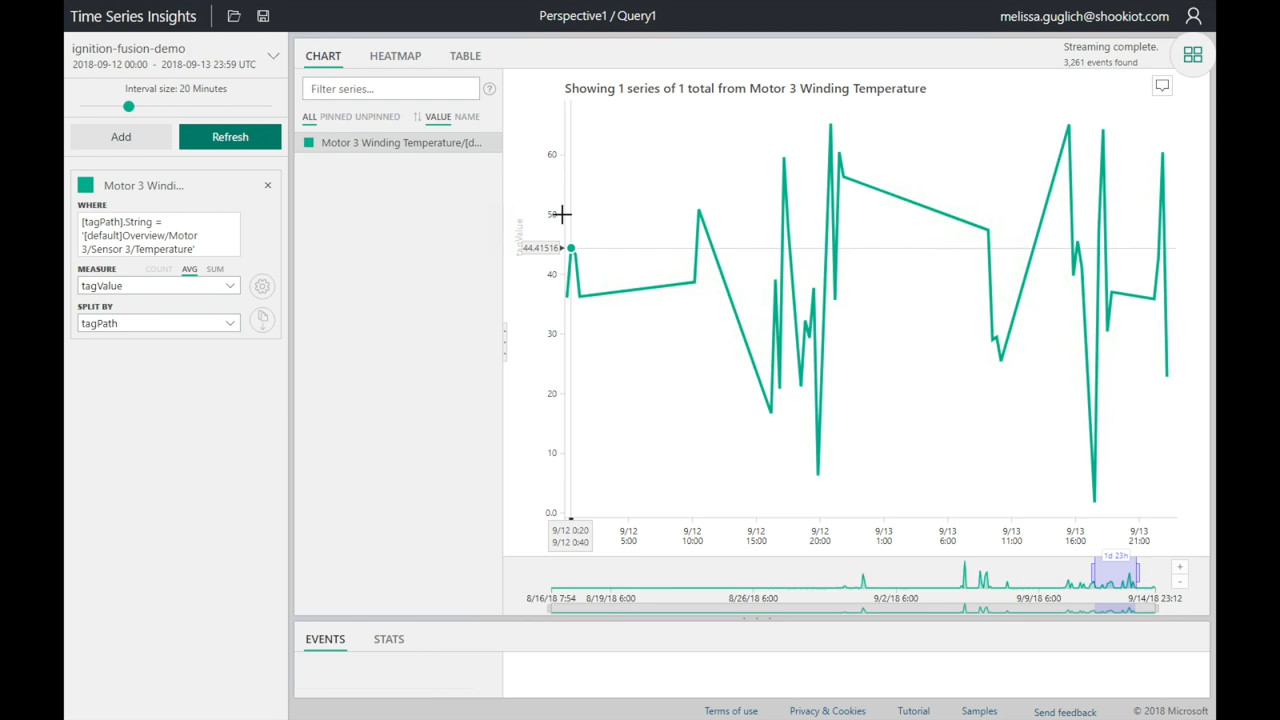 Time Series Insights
Perspective1 / Query1
melissa.guglich@shookiot.com
ignition-fusion-demo
2018-09-12 00:00 - 2018-09-13 23:59 UTC
Interval size: 20 Minutes
Add
Refresh
Motor 3 Windi...
WHERE
[tagPath].String =
'[default]Overview/Motor
3/Sensor 3/Temperature'
MEASURE COUNT AVG SUM
tagValue
SPLIT BY
tagPath
CHART HEATMAP TABLE
Streaming complete.
3,261 events found
Filter series...
?
ALL PINNED UNPINNED VALUE NAME
Motor 3 Winding Temperature/[d...
Showing 1 series of 1 total from Motor 3 Winding Temperature
tagValue
60
50
44.41516
40
30
20
10
0.0
9/12 0:20
9/12 0:40
9/12
5:00
9/12
10:00
9/12
15:00
9/12
20:00
9/13
1:00
9/13
6:00
9/13
11:00
9/13
16:00
9/13
21:00
1d 23h
+
-
8/16/18 7:54 8/19/18 6:00 8/26/18 6:00 9/2/18 6:00 9/9/18 6:00 9/14/18 23:12
EVENTS STATS
Terms of use Privacy & Cookies Tutorial Samples Send feedback © 2018 Microsoft